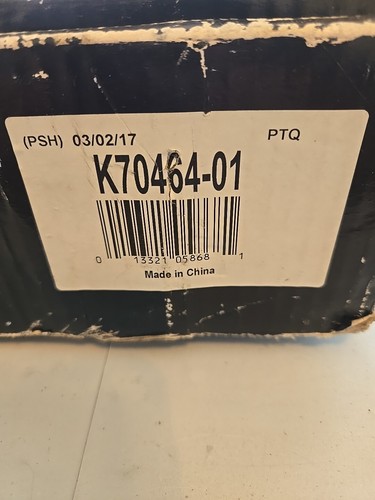 (PSH) 03/02/17 PTQ
K70464-01
0 13321 05868 1
Made in China